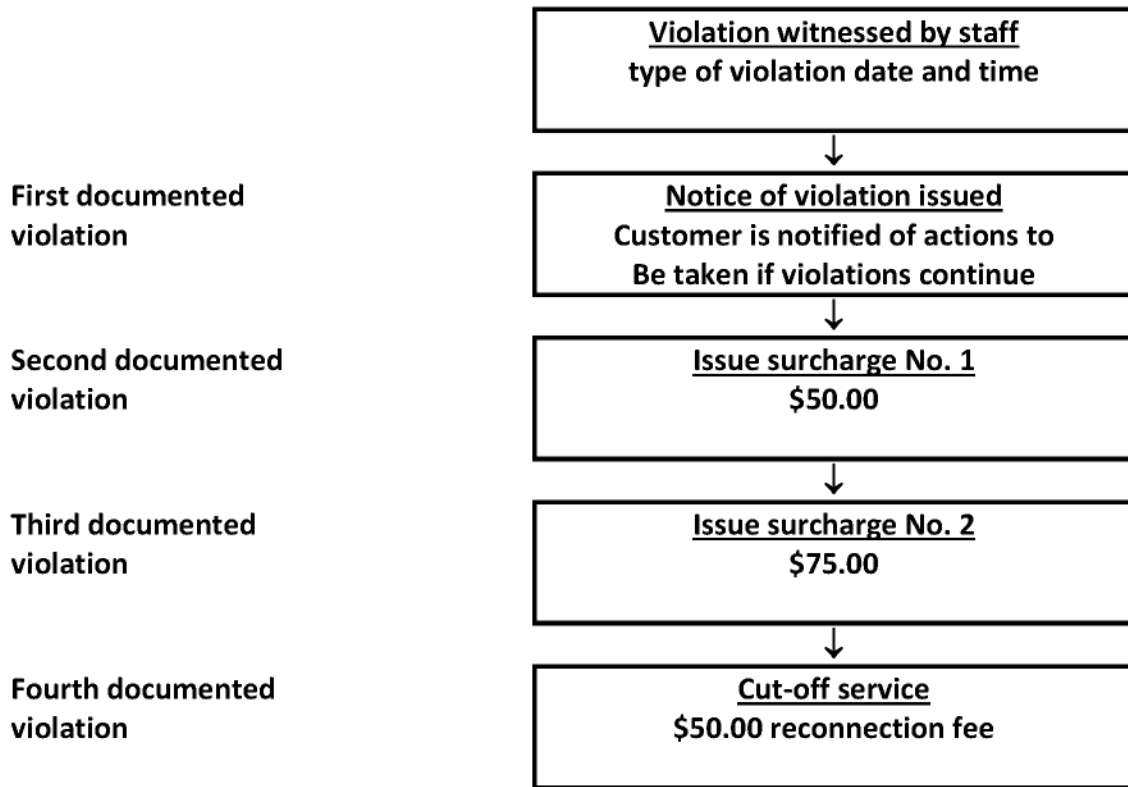 Violation witnessed by staff
type of violation date and time
↓
First documented
violation
Notice of violation issued
Customer is notified of actions to
Be taken if violations continue
↓
Second documented
violation
Issue surcharge No. 1
$50.00
↓
Third documented
violation
Issue surcharge No. 2
$75.00
↓
Fourth documented
violation
Cut-off service
$50.00 reconnection fee